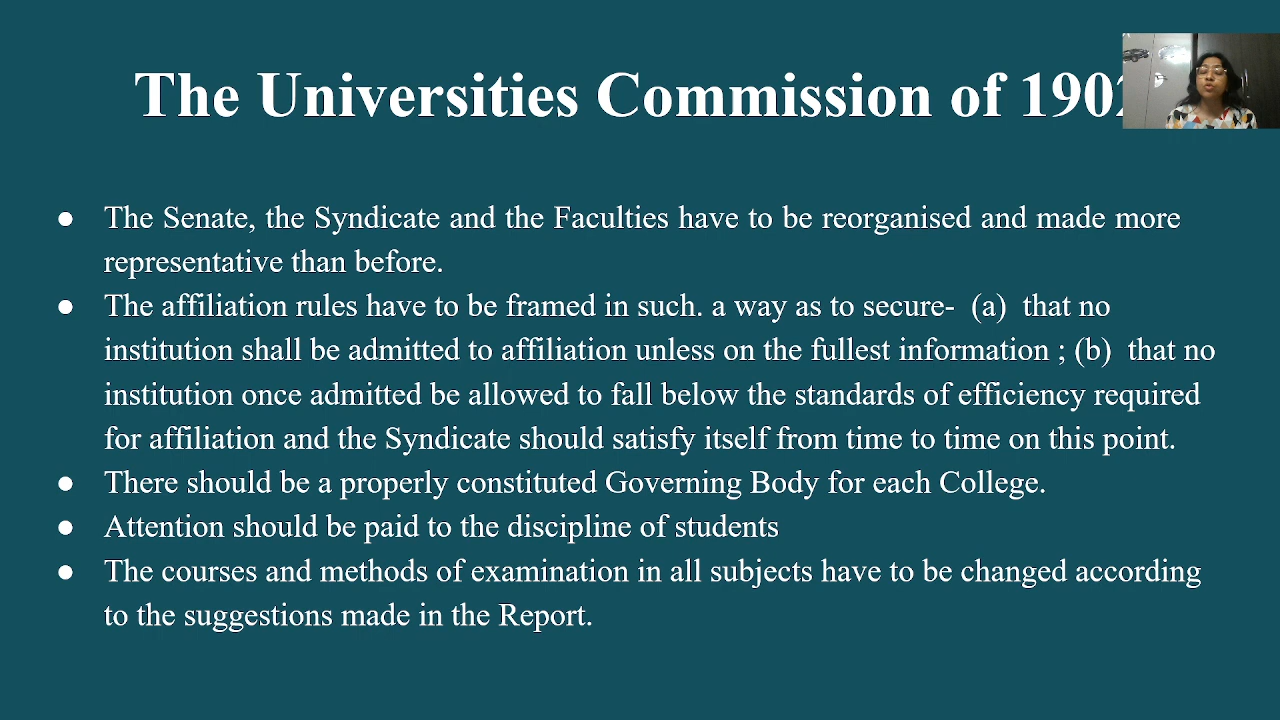 The Universities Commission of 1902
● The Senate, the Syndicate and the Faculties have to be reorganised and made more
representative than before.
● The affiliation rules have to be framed in such. a way as to secure- (a) that no
institution shall be admitted to affiliation unless on the fullest information ; (b) that no
institution once admitted be allowed to fall below the standards of efficiency required
for affiliation and the Syndicate should satisfy itself from time to time on this point.
● There should be a properly constituted Governing Body for each College.
● Attention should be paid to the discipline of students
● The courses and methods of examination in all subjects have to be changed according
to the suggestions made in the Report.